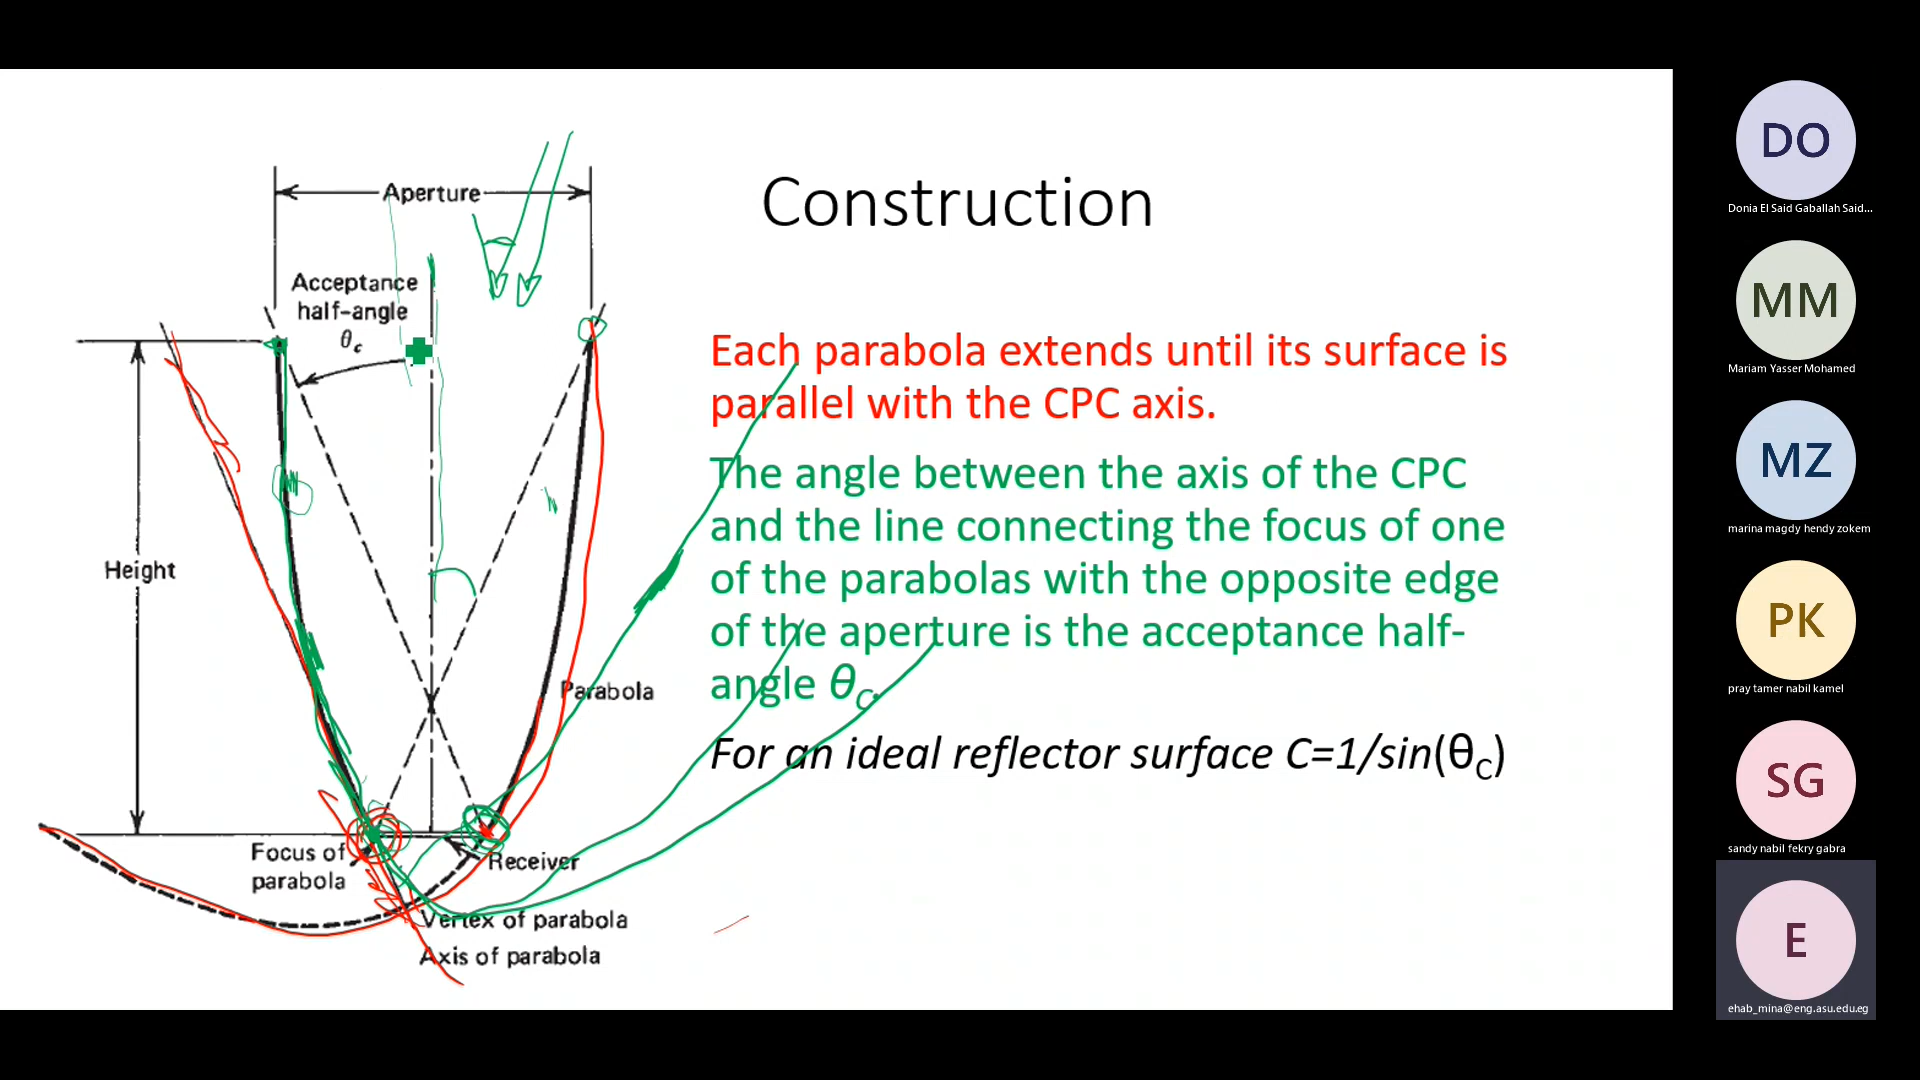 Construction
Aperture
Acceptance
half-angle
θc
Height
Parabola
Focus of
parabola
Receiver
Vertex of parabola
Axis of parabola
Each parabola extends until its surface is
parallel with the CPC axis.
The angle between the axis of the CPC
and the line connecting the focus of one
of the parabolas with the opposite edge
of the aperture is the acceptance half-
angle θC.
For an ideal reflector surface C=1/sin(θC)
DO
Donia El Said Gaballah Said...
MM
Mariam Yasser Mohamed
MZ
marina magdy hendy zokem
PK
pray tamer nabil kamel
SG
sandy nabil fekry gabra
E
ehab_mina@eng.asu.edu.eg